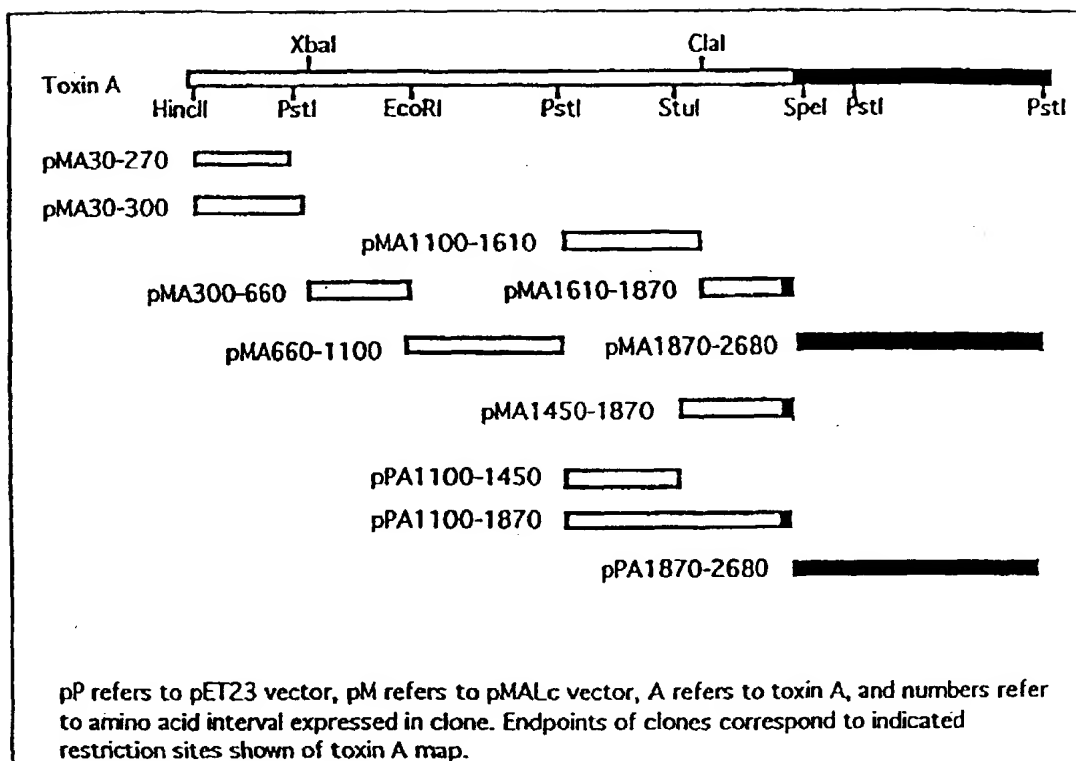 XbaI ClaI
Toxin A
HincII PstI EcoRI PstI StuI SpeI PstI PstI
pMA30-270
pMA30-300
pMA1100-1610
pMA300-660 pMA1610-1870
pMA660-1100 pMA1870-2680
pMA1450-1870
pPA1100-1450
pPA1100-1870
pPA1870-2680
pP refers to pET23 vector, pM refers to pMALc vector, A refers to toxin A, and numbers refer
to amino acid interval expressed in clone. Endpoints of clones correspond to indicated
restriction sites shown of toxin A map.